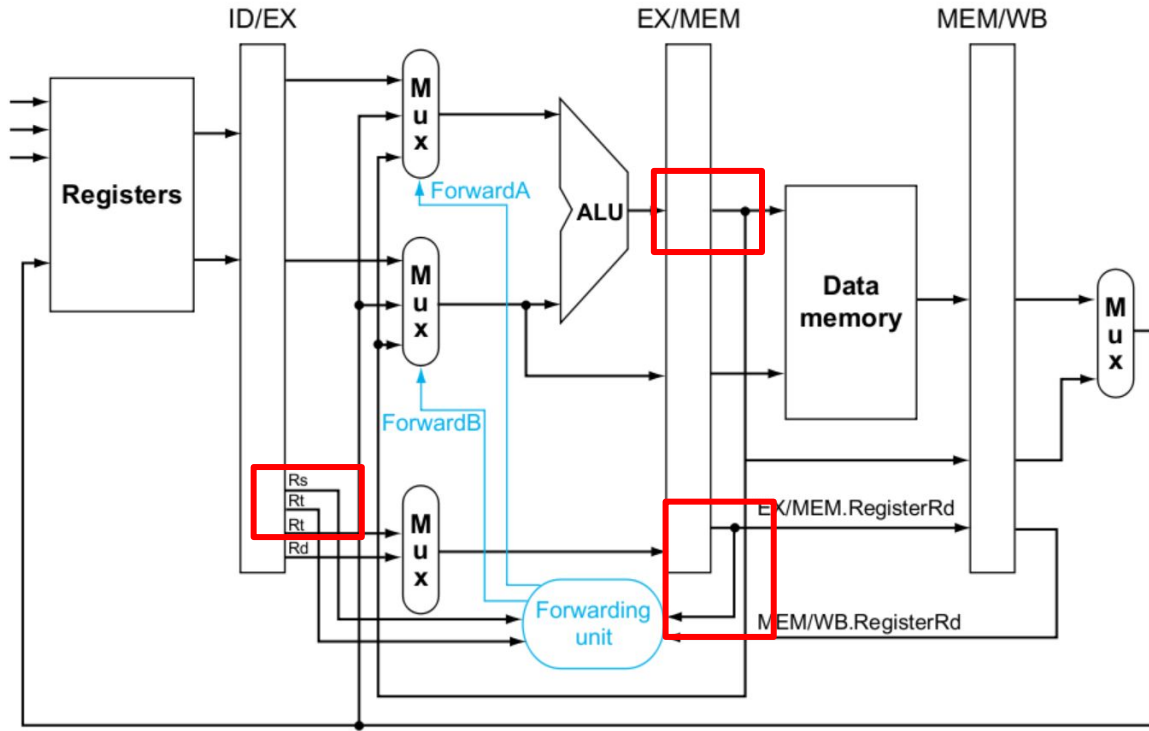 ID/EX
EX/MEM
MEM/WB
M
u
x
Registers
ForwardA
ALU
M
u
x
Data
memory
M
u
x
ForwardB
Rs
Rt
Rt
Rd
M
u
x
EX/MEM.RegisterRd
Forwarding
unit
MEM/WB.RegisterRd